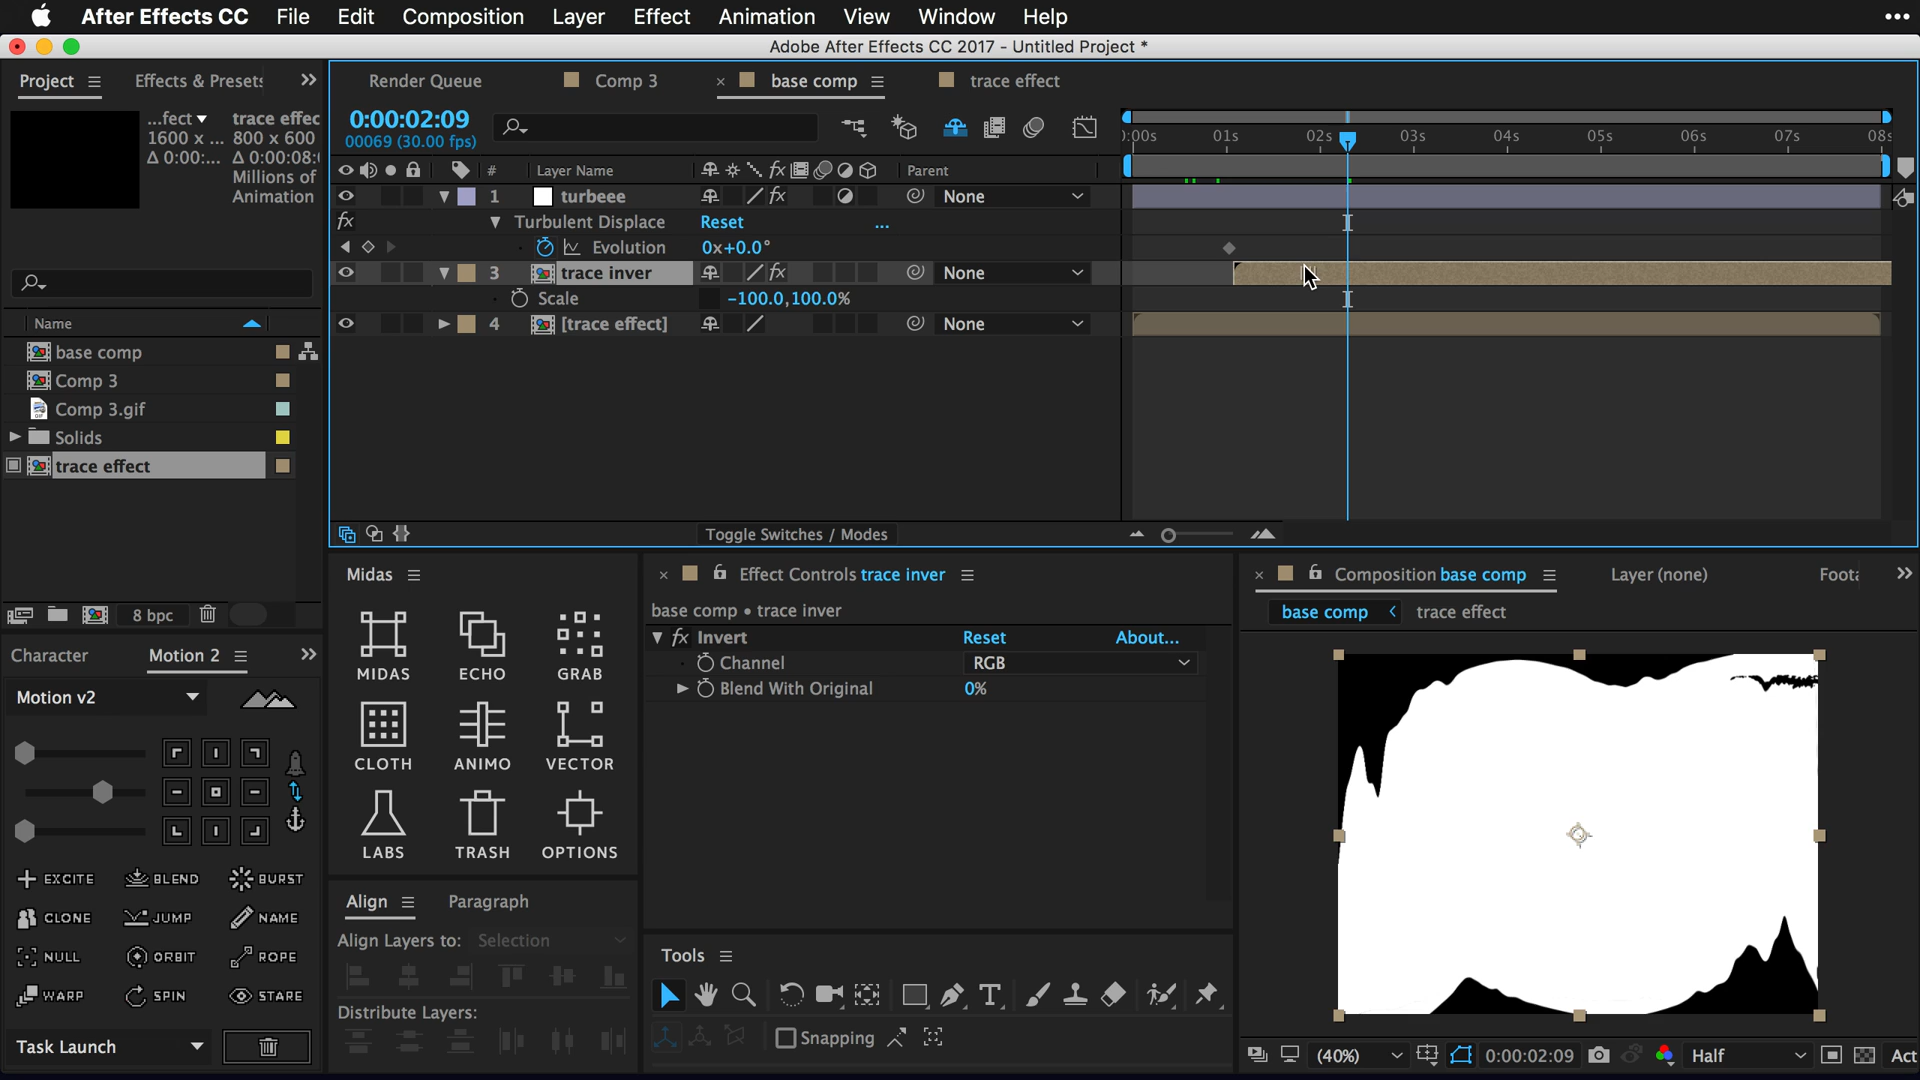 After Effects CC File Edit Composition Layer Effect Animation View Window Help
Adobe After Effects CC 2017 - Untitled Project *
Project Effects & Presets
...fect trace effec
1600 x ... 800 x 600
Δ 0:00:... Δ 0:00:08:
Millions of
Animation
Name
base comp
Comp 3
Comp 3.gif
Solids
trace effect
8 bpc
Render Queue Comp 3 base comp trace effect
0:00:02:09
00069 (30.00 fps)
):00s 01s 02s 03s 04s 05s 06s 07s 08s
# Layer Name fx Parent
1 turbeee fx None
fx Turbulent Displace Reset ...
Evolution 0x+0.0°
3 trace inver fx None
Scale -100.0,100.0%
4 [trace effect] None
Toggle Switches / Modes
Character Motion 2
Motion v2
EXCITE BLEND BURST
CLONE JUMP NAME
NULL ORBIT ROPE
WARP SPIN STARE
Task Launch
Midas
MIDAS ECHO GRAB
CLOTH ANIMO VECTOR
LABS TRASH OPTIONS
Align Paragraph
Align Layers to: Selection
Distribute Layers:
Effect Controls trace inver
base comp • trace inver
fx Invert Reset About...
Channel RGB
Blend With Original 0%
Tools
Snapping
Composition base comp Layer (none) Foota
base comp trace effect
(40%) 0:00:02:09 Half Act